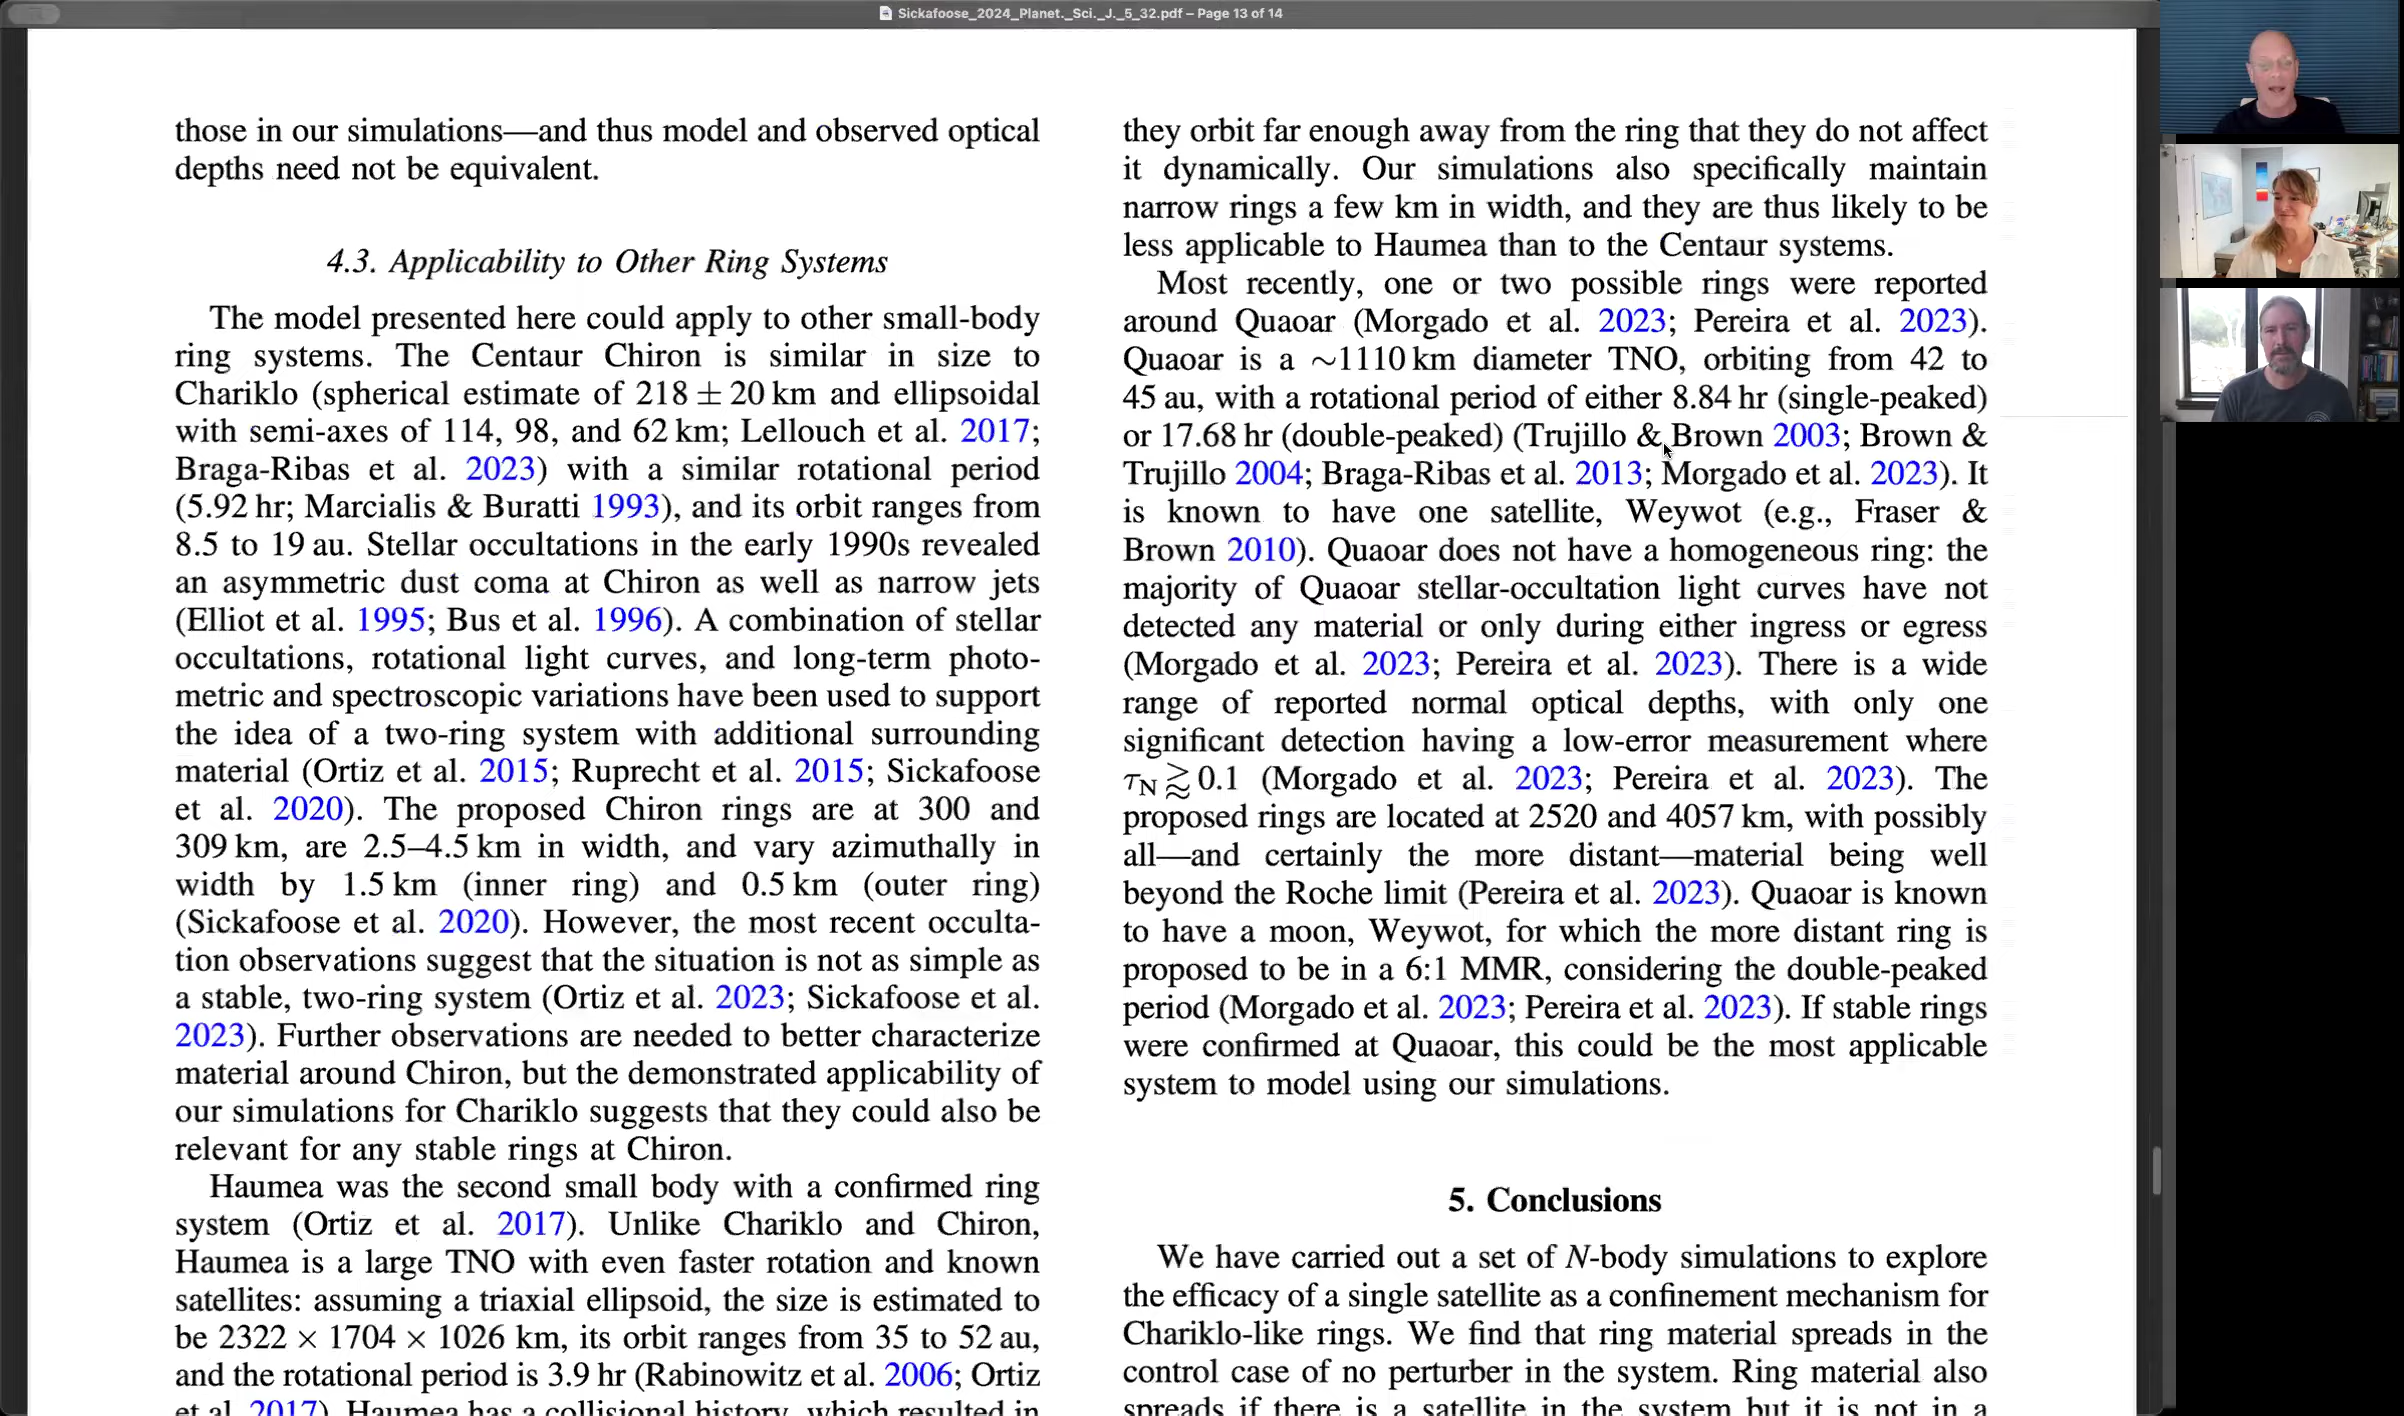 Sickafoose_2024_Planet._Sci._J._5_32.pdf – Page 13 of 14
those in our simulations—and thus model and observed optical
depths need not be equivalent.
4.3. Applicability to Other Ring Systems
The model presented here could apply to other small-body
ring systems. The Centaur Chiron is similar in size to
Chariklo (spherical estimate of 218 ± 20 km and ellipsoidal
with semi-axes of 114, 98, and 62 km; Lellouch et al. 2017;
Braga-Ribas et al. 2023) with a similar rotational period
(5.92 hr; Marcialis & Buratti 1993), and its orbit ranges from
8.5 to 19 au. Stellar occultations in the early 1990s revealed
an asymmetric dust coma at Chiron as well as narrow jets
(Elliot et al. 1995; Bus et al. 1996). A combination of stellar
occultations, rotational light curves, and long-term photo-
metric and spectroscopic variations have been used to support
the idea of a two-ring system with additional surrounding
material (Ortiz et al. 2015; Ruprecht et al. 2015; Sickafoose
et al. 2020). The proposed Chiron rings are at 300 and
309 km, are 2.5–4.5 km in width, and vary azimuthally in
width by 1.5 km (inner ring) and 0.5 km (outer ring)
(Sickafoose et al. 2020). However, the most recent occulta-
tion observations suggest that the situation is not as simple as
a stable, two-ring system (Ortiz et al. 2023; Sickafoose et al.
2023). Further observations are needed to better characterize
material around Chiron, but the demonstrated applicability of
our simulations for Chariklo suggests that they could also be
relevant for any stable rings at Chiron.
Haumea was the second small body with a confirmed ring
system (Ortiz et al. 2017). Unlike Chariklo and Chiron,
Haumea is a large TNO with even faster rotation and known
satellites: assuming a triaxial ellipsoid, the size is estimated to
be 2322 × 1704 × 1026 km, its orbit ranges from 35 to 52 au,
and the rotational period is 3.9 hr (Rabinowitz et al. 2006; Ortiz
et al. 2017). Haumea has a collisional history, which resulted in
they orbit far enough away from the ring that they do not affect
it dynamically. Our simulations also specifically maintain
narrow rings a few km in width, and they are thus likely to be
less applicable to Haumea than to the Centaur systems.
Most recently, one or two possible rings were reported
around Quaoar (Morgado et al. 2023; Pereira et al. 2023).
Quaoar is a ∼1110 km diameter TNO, orbiting from 42 to
45 au, with a rotational period of either 8.84 hr (single-peaked)
or 17.68 hr (double-peaked) (Trujillo & Brown 2003; Brown &
Trujillo 2004; Braga-Ribas et al. 2013; Morgado et al. 2023). It
is known to have one satellite, Weywot (e.g., Fraser &
Brown 2010). Quaoar does not have a homogeneous ring: the
majority of Quaoar stellar-occultation light curves have not
detected any material or only during either ingress or egress
(Morgado et al. 2023; Pereira et al. 2023). There is a wide
range of reported normal optical depths, with only one
significant detection having a low-error measurement where
τN ⪆ 0.1 (Morgado et al. 2023; Pereira et al. 2023). The
proposed rings are located at 2520 and 4057 km, with possibly
all—and certainly the more distant—material being well
beyond the Roche limit (Pereira et al. 2023). Quaoar is known
to have a moon, Weywot, for which the more distant ring is
proposed to be in a 6:1 MMR, considering the double-peaked
period (Morgado et al. 2023; Pereira et al. 2023). If stable rings
were confirmed at Quaoar, this could be the most applicable
system to model using our simulations.
5. Conclusions
We have carried out a set of N-body simulations to explore
the efficacy of a single satellite as a confinement mechanism for
Chariklo-like rings. We find that ring material spreads in the
control case of no perturber in the system. Ring material also
spreads if there is a satellite in the system but it is not in a